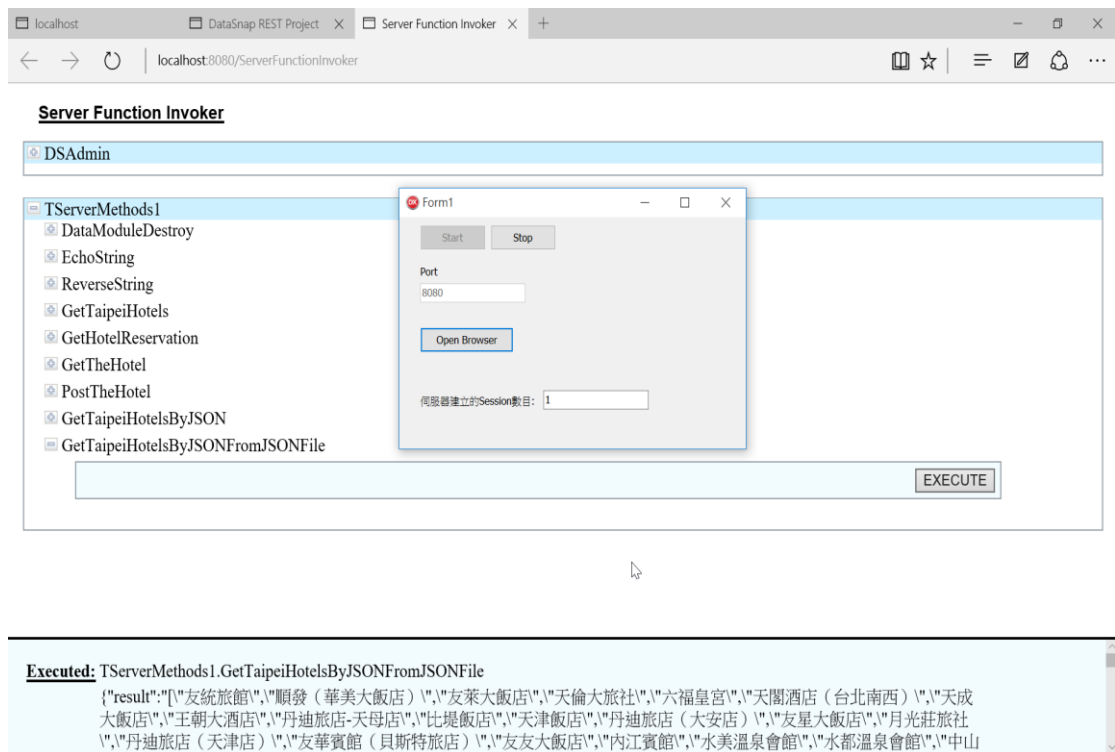 localhost
DataSnap REST Project
Server Function Invoker
localhost:8080/ServerFunctionInvoker
Server Function Invoker
DSAdmin
TServerMethods1
DataModuleDestroy
EchoString
ReverseString
GetTaipeiHotels
GetHotelReservation
GetTheHotel
PostTheHotel
GetTaipeiHotelsByJSON
GetTaipeiHotelsByJSONFromJSONFile
EXECUTE
DX Form1
Start Stop
Port
8080
Open Browser
伺服器建立的Session數目: 1
Executed: TServerMethods1.GetTaipeiHotelsByJSONFromJSONFile
{"result":"[\"友統旅館\",\"順發（華美大飯店）\",\"友萊大飯店\",\"天倫大旅社\",\"六福皇宮\",\"天閣酒店（台北南西）\",\"天成
大飯店\",\"王朝大酒店\",\"丹迪旅店-天母店\",\"比堤飯店\",\"天津飯店\",\"丹迪旅店（大安店）\",\"友星大飯店\",\"月光莊旅社
\",\"丹迪旅店（天津店）\",\"友華賓館（貝斯特旅店）\",\"友友大飯店\",\"內江賓館\",\"水美溫泉會館\",\"水都溫泉會館\",\"中山